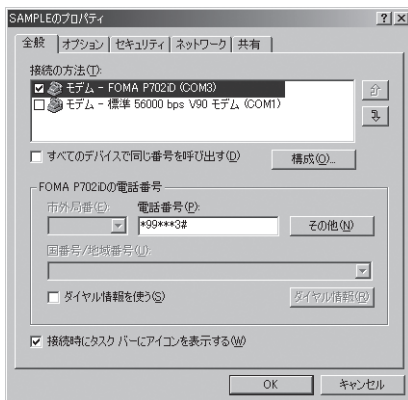 SAMPLEのプロパティ
全般 オプション セキュリティ ネットワーク 共有
接続の方法(T):
モデム - FOMA P702iD (COM3)
モデム - 標準 56000 bps V90 モデム (COM1)
すべてのデバイスで同じ番号を呼び出す(D) 構成(O)...
FOMA P702iDの電話番号
市外局番(E): 電話番号(P):
*99***3# その他(N)
国番号/地域番号(U):
ダイヤル情報を使う(S) ダイヤル情報(R)
接続時にタスク バーにアイコンを表示する(W)
OK キャンセル